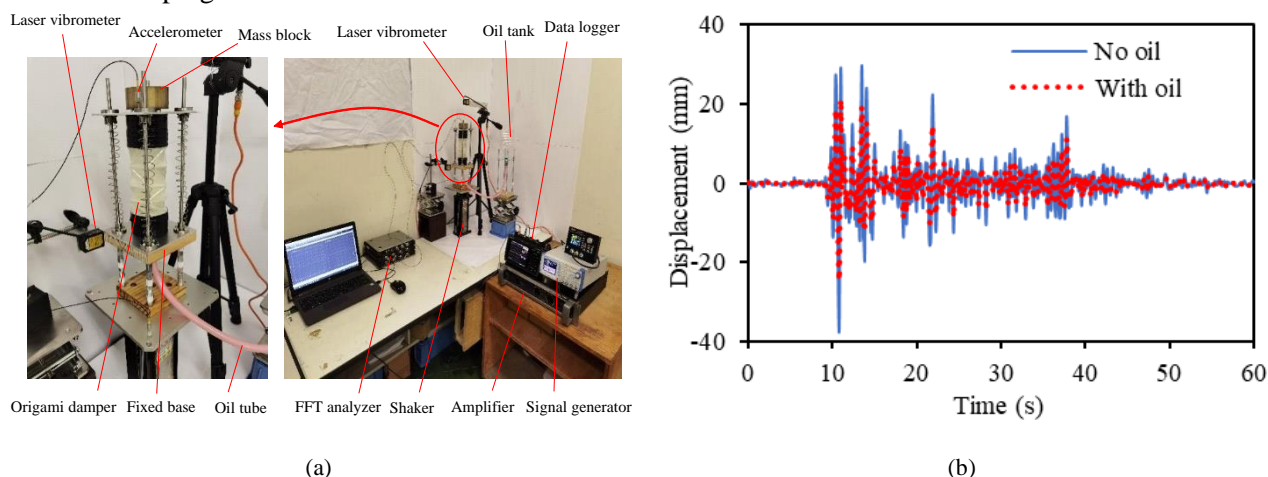 Laser vibrometer
Accelerometer
Mass block
Laser vibrometer
Oil tank
Data logger
Origami damper
Fixed base
Oil tube
FFT analyzer
Shaker
Amplifier
Signal generator
(a)
40
20
0
-20
-40
Displacement (mm)
No oil
With oil
0 10 20 30 40 50 60
Time (s)
(b)